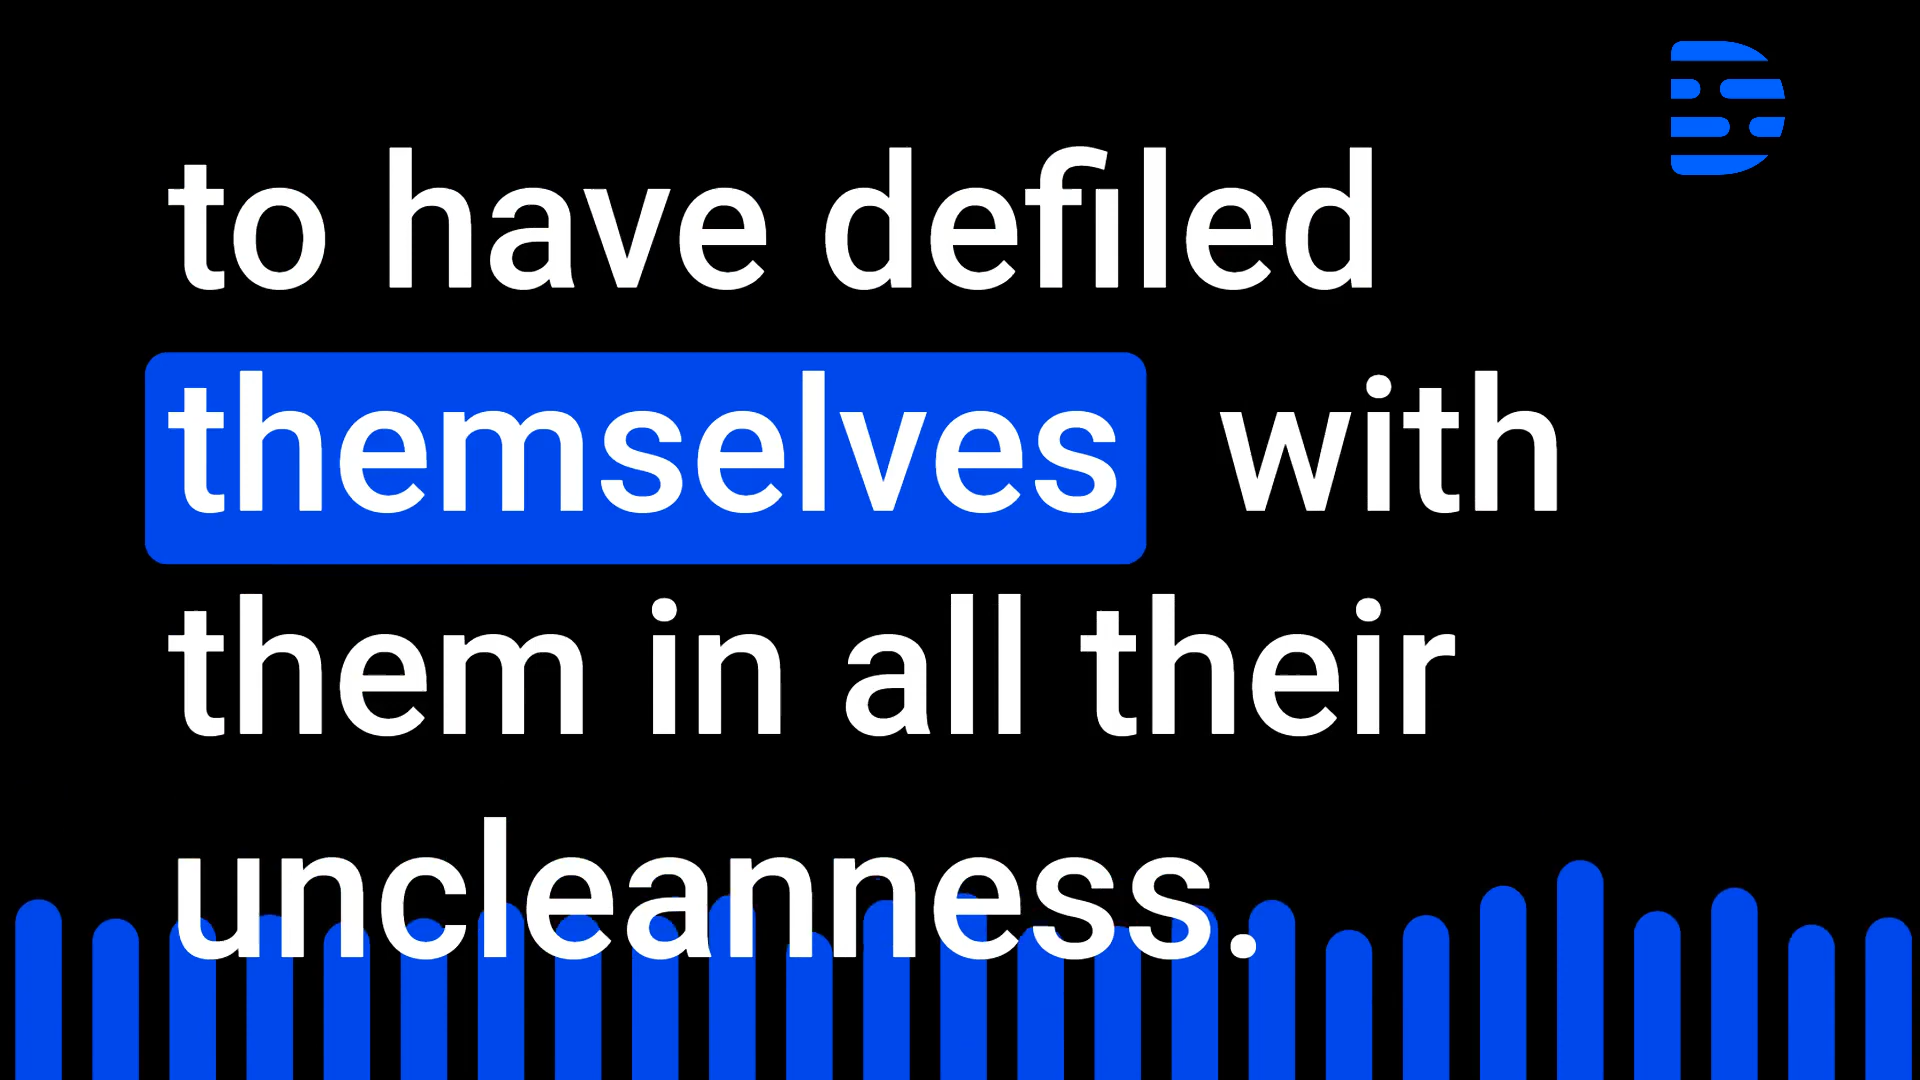 to have defiled
themselves with
them in all their
uncleanness.